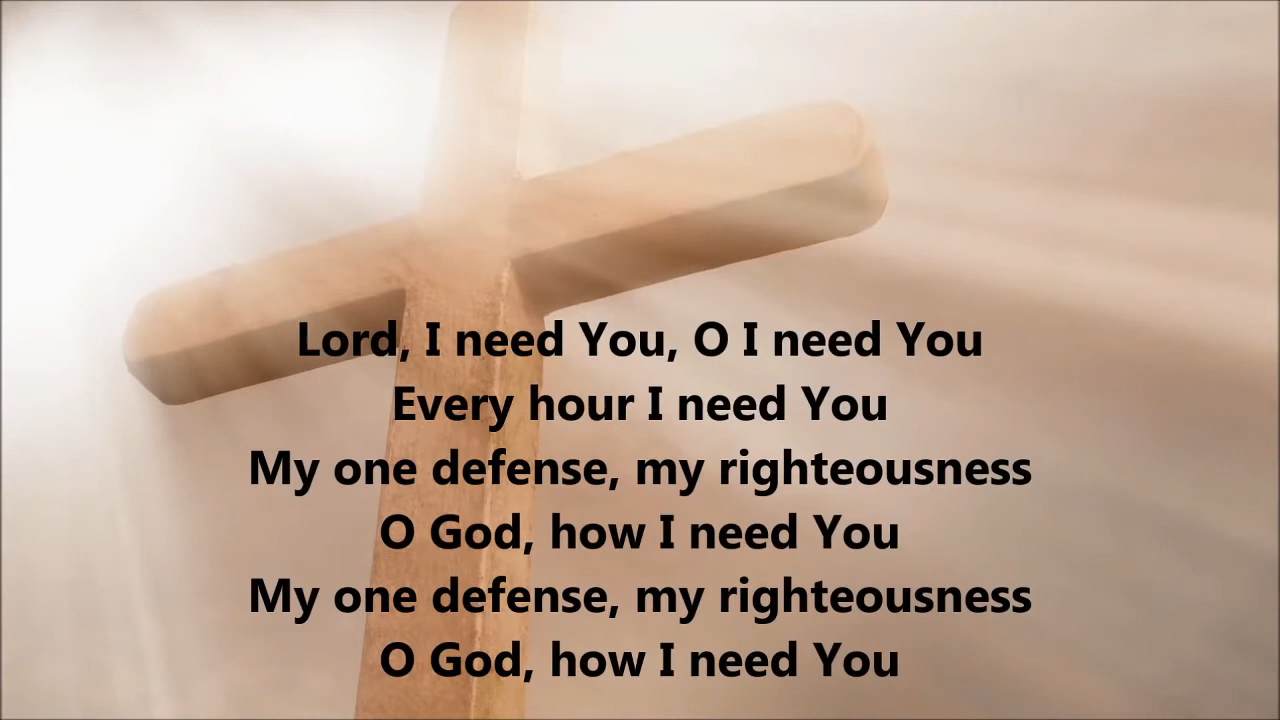 Lord, I need You, O I need You
Every hour I need You
My one defense, my righteousness
O God, how I need You
My one defense, my righteousness
O God, how I need You